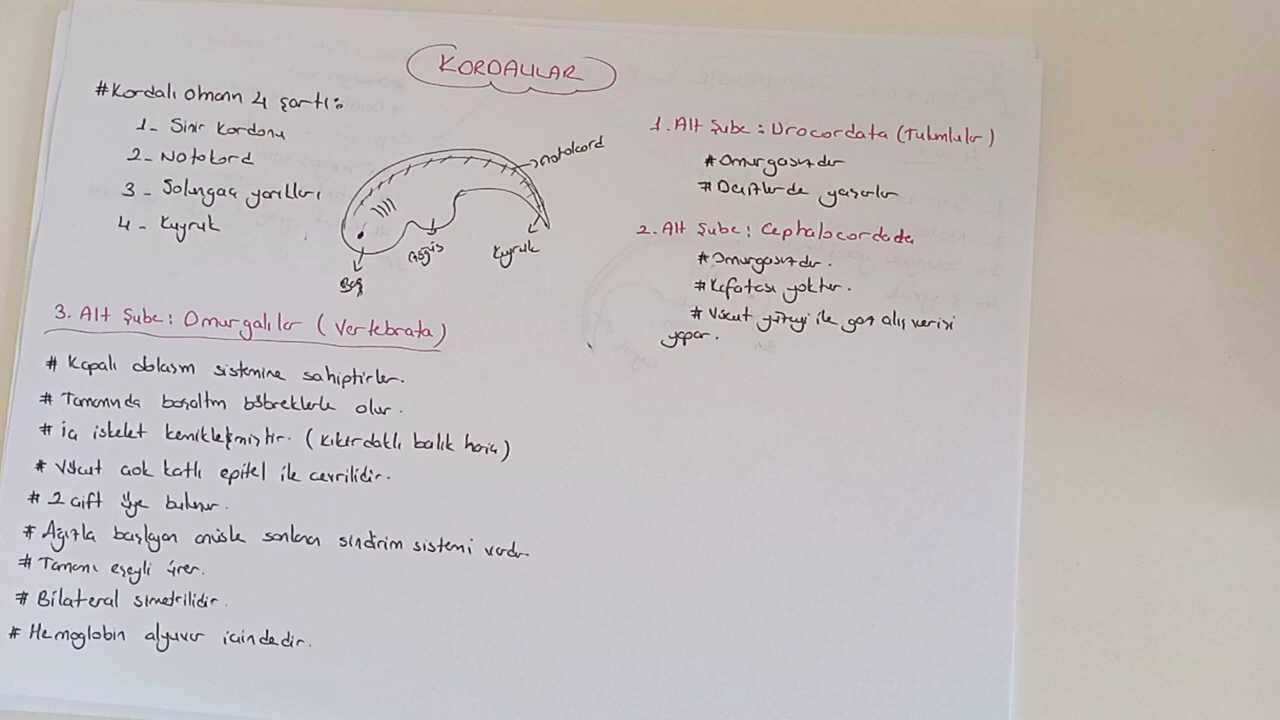 KORDALILAR
#Kordalı olmanın 4 şartı:
1- Sinir kordonu
2- Notokord
3- Solungaç yarıkları
4- Kuyruk
notokord
Ağız
Kuyruk
Baş
1. Alt Şube: Urocordata (Tulumlular)
#Omurgasızdır
#Denizlerde yaşarlar
2. Alt Şube: Cephalocordada
#Omurgasızdır.
#Kafatası yoktur.
#Vücut yüzeyi ile gaz alış verişi
yapar.
3. Alt Şube: Omurgalılar (Vertebrata)
# Kapalı dolaşım sistemine sahiptirler.
# Tamamında boşaltım böbreklerle olur.
# İç iskelet kemikleşmiştir. (Kıkırdaklı balık hariç)
# Vücut çok katlı epitel ile çevrilidir.
# 2 çift üye bulunur.
# Ağızla başlayan anüsle sonlanan sindirim sistemi vardır.
# Tamamı eşeyli ürer.
# Bilateral simetrilidir.
# Hemoglobin alyuvar içindedir.